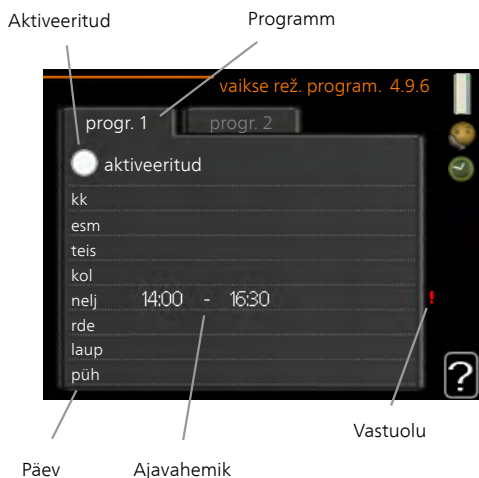 Aktiveeritud Programm
vaikse rež. program. 4.9.6
progr. 1 progr. 2
aktiveeritud
kk
esm
teis
kol
nelj 14:00 - 16:30 !
rde
laup
püh
?
Vastuolu
Päev Ajavahemik